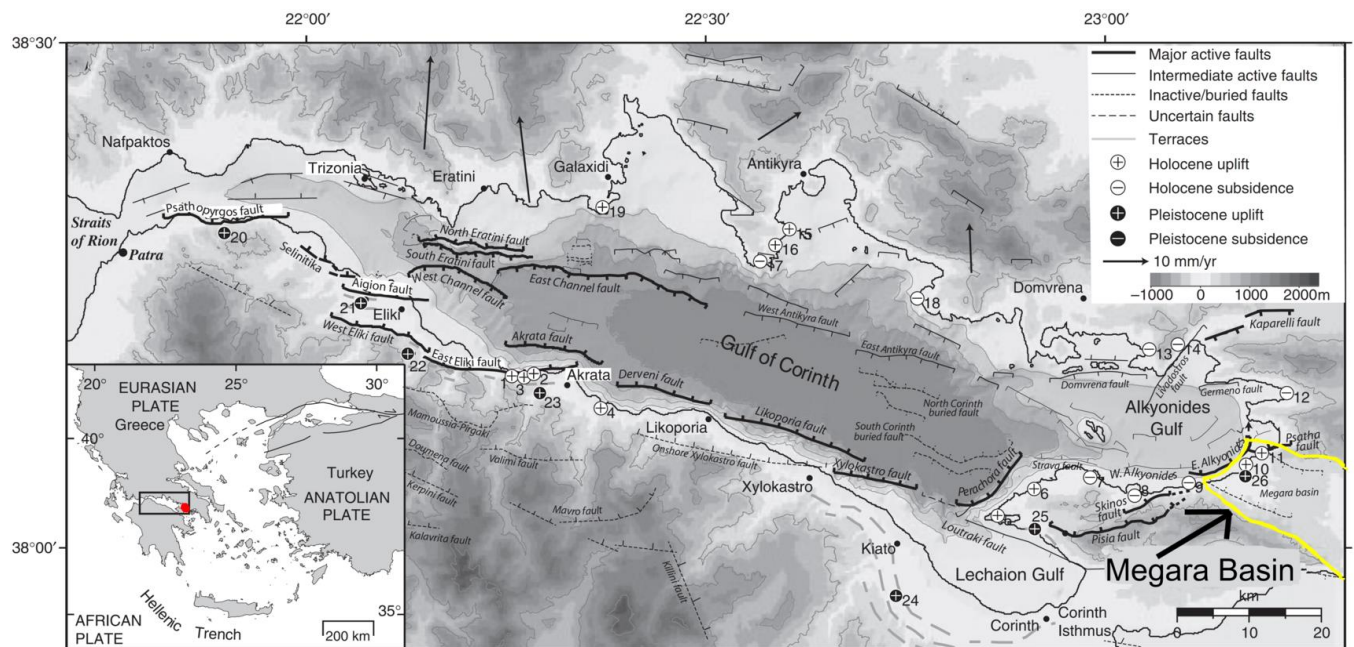 22°00'
22°30'
23°00'
38°30'
38°00'
Major active faults
Intermediate active faults
Inactive/buried faults
Uncertain faults
Terraces
Holocene uplift
Holocene subsidence
Pleistocene uplift
Pleistocene subsidence
10 mm/yr
−1000 0 1000 2000m
Nafpaktos
Trizonia
Eratini
Galaxidi
Antikyra
Domvrena
Psathopyrgos fault
Straits
of Rion
Patra
20
Selinitika
Aigion fault
21
Eliki
West Eliki fault
East Eliki fault
22
North Eratini fault
South Eratini fault
West Channel fault
East Channel fault
19
15
16
17
18
West Antikyra fault
East Antikyra fault
Gulf of Corinth
Akrata fault
Akrata
1
2
3
23
4
Derveni fault
Likoporia fault
Likoporia
North Corinth
buried fault
South Corinth
buried fault
Xylokastro fault
Onshore Xylokastro fault
Xylokastro
Mamoussia-Pirgaki
Doumena fault
Valimi fault
Kerpini fault
Mavro fault
Kalavrita fault
Killini fault
Kiato
24
Perachora fault
Loutraki fault
Lechaion Gulf
Corinth
Corinth
Isthmus
Kaparelli fault
13
14
Livadostros
fault
Domvrena fault
Germeno fault
12
Alkyonides
Gulf
Strava fault
W. Alkyonides
E. Alkyonides
Psatha
fault
11
10
26
Megara basin
6
7
8
9
Skinos
fault
25
Pisia fault
Megara Basin
km
0 10 20
20°
25°
30°
EURASIAN
PLATE
Greece
40°
Turkey
ANATOLIAN
PLATE
35°
AFRICAN
PLATE
Hellenic
Trench
200 km